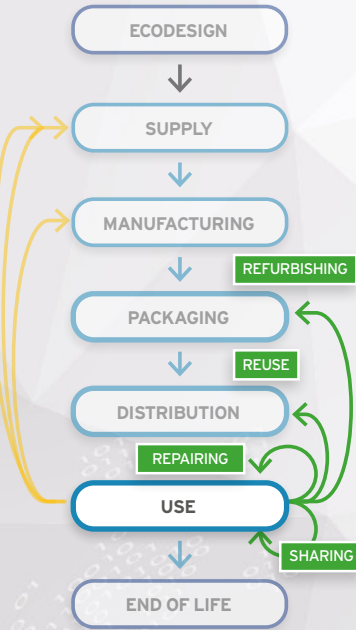 ECODESIGN
SUPPLY
MANUFACTURING
REFURBISHING
PACKAGING
REUSE
DISTRIBUTION
REPAIRING
USE
SHARING
END OF LIFE